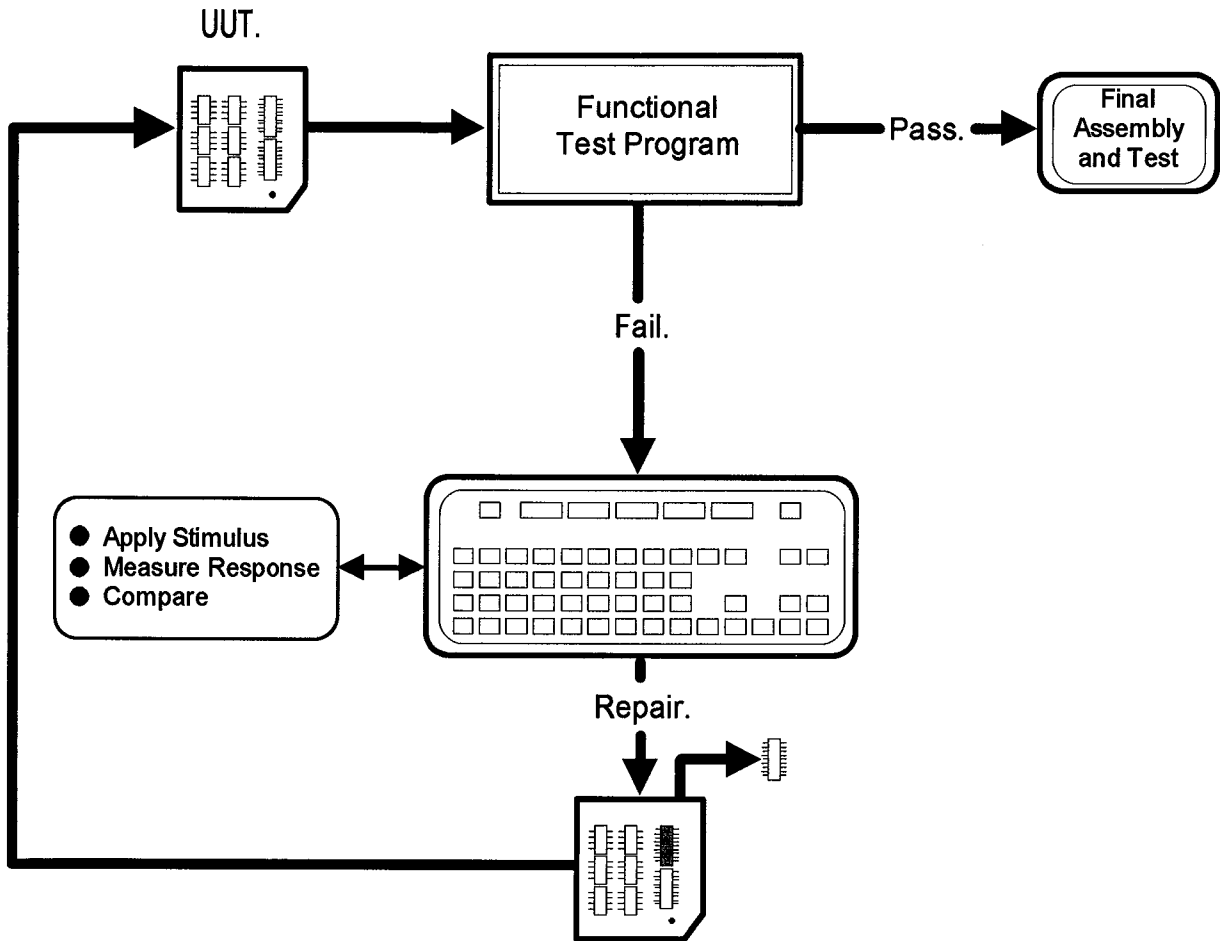 UUT.
Functional
Test Program
Pass.
Final
Assembly
and Test
Fail.
● Apply Stimulus
● Measure Response
● Compare
Repair.